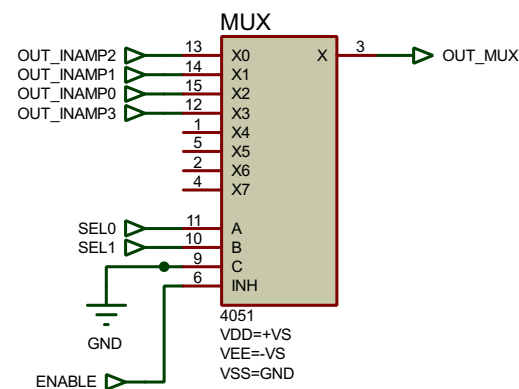 MUX
OUT_INAMP2 13 X0 X 3 OUT_MUX
OUT_INAMP1 14 X1
OUT_INAMP0 15 X2
OUT_INAMP3 12 X3
1 X4
5 X5
2 X6
4 X7
SEL0 11 A
SEL1 10 B
9 C
6 INH
GND
ENABLE
4051
VDD=+VS
VEE=-VS
VSS=GND